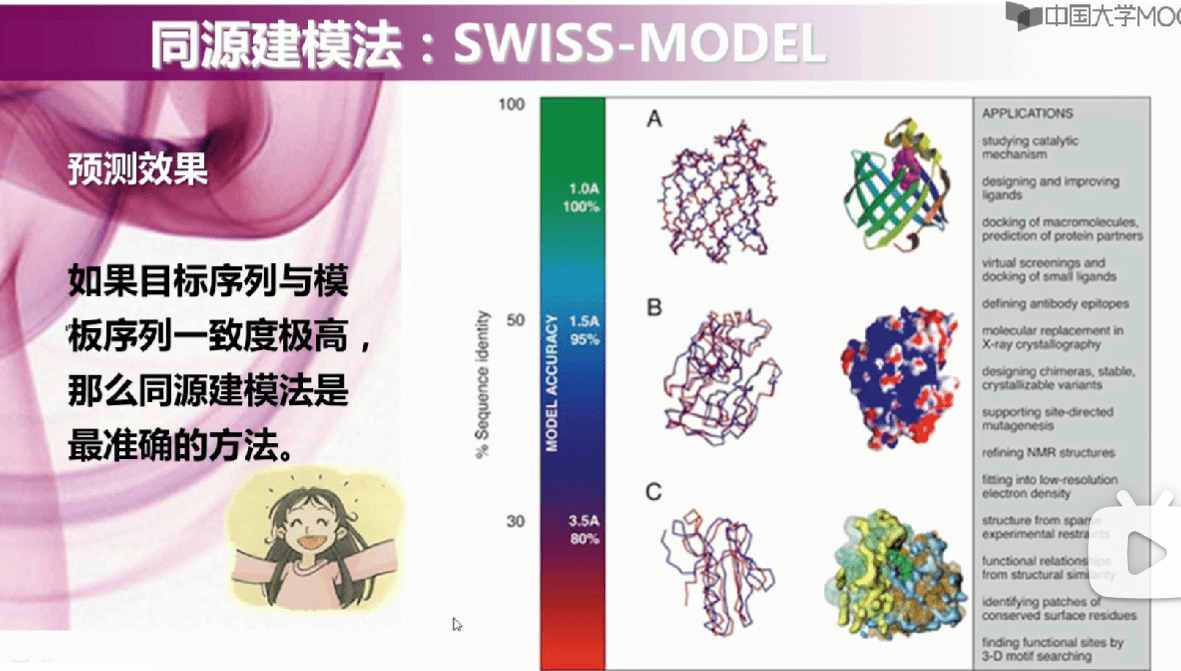 同源建模法：SWISS-MODEL
中国大学MOO
预测效果
如果目标序列与模
板序列一致度极高，
那么同源建模法是
最准确的方法。
% Sequence identity
100
50
30
MODEL ACCURACY
1.0A
100%
1.5A
95%
3.5A
80%
A
B
C
APPLICATIONS
studying catalytic
mechanism
designing and improving
ligands
docking of macromolecules,
prediction of protein partners
virtual screenings and
docking of small ligands
defining antibody epitopes
molecular replacement in
X-ray crystallography
designing chimeras, stable,
crystallizable variants
supporting site-directed
mutagenesis
refining NMR structures
fitting into low-resolution
electron density
structure from sparse
experimental restraints
functional relationships
from structural similarity
identifying patches of
conserved surface residues
finding functional sites by
3-D motif searching